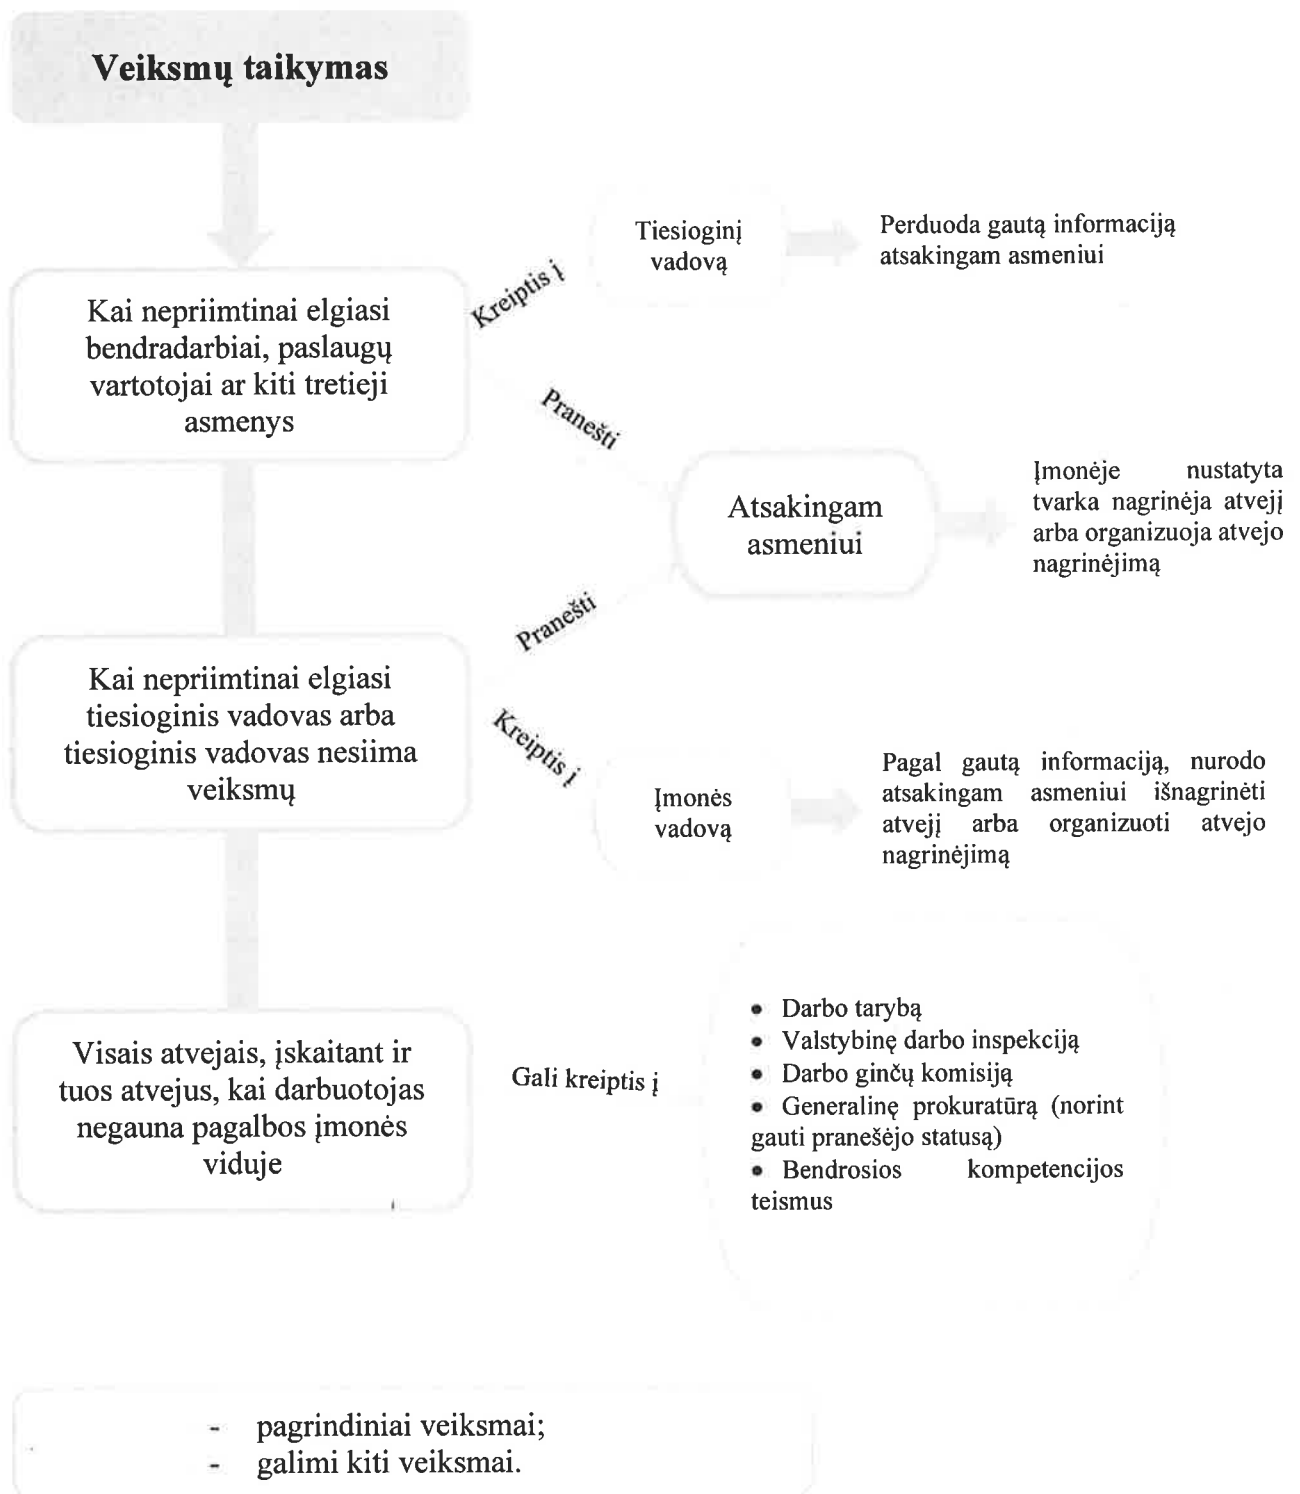 Veiksmų taikymas
Kai nepriimtinai elgiasi
bendradarbiai, paslaugų
vartotojai ar kiti tretieji
asmenys
Kreiptis į
Tiesioginį
vadovą
Perduoda gautą informaciją
atsakingam asmeniui
Pranešti
Atsakingam
asmeniui
Įmonėje nustatyta
tvarka nagrinėja atvejį
arba organizuoja atvejo
nagrinėjimą
Pranešti
Kai nepriimtinai elgiasi
tiesioginis vadovas arba
tiesioginis vadovas nesiima
veiksmų
Kreiptis į
Įmonės
vadovą
Pagal gautą informaciją, nurodo
atsakingam asmeniui išnagrinėti
atvejį arba organizuoti atvejo
nagrinėjimą
Visais atvejais, įskaitant ir
tuos atvejus, kai darbuotojas
negauna pagalbos įmonės
viduje
Gali kreiptis į
• Darbo tarybą
• Valstybinę darbo inspekciją
• Darbo ginčų komisiją
• Generalinę prokuratūrą (norint
gauti pranešėjo statusą)
• Bendrosios kompetencijos
teismus
- pagrindiniai veiksmai;
- galimi kiti veiksmai.